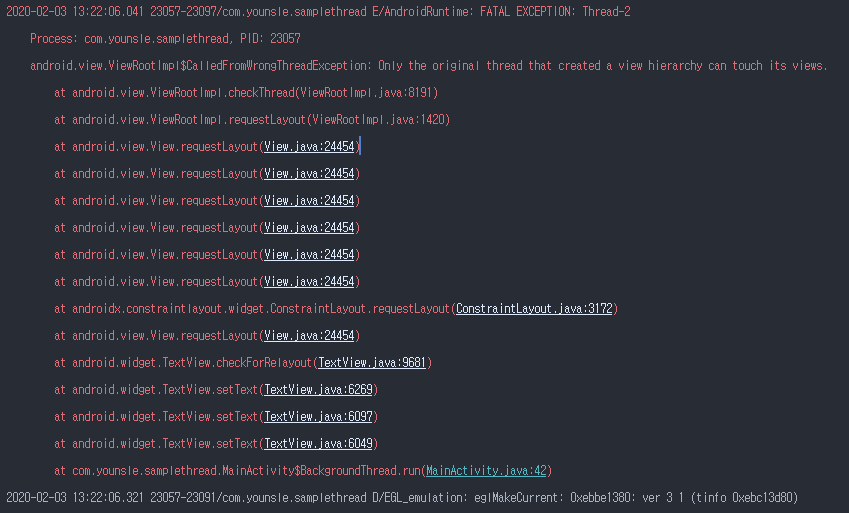 2020-02-03 13:22:06.041 23057-23097/com.younsle.samplethread E/AndroidRuntime: FATAL EXCEPTION: Thread-2
Process: com.younsle.samplethread, PID: 23057
android.view.ViewRootImpl$CalledFromWrongThreadException: Only the original thread that created a view hierarchy can touch its views.
at android.view.ViewRootImpl.checkThread(ViewRootImpl.java:8191)
at android.view.ViewRootImpl.requestLayout(ViewRootImpl.java:1420)
at android.view.View.requestLayout(View.java:24454)
at android.view.View.requestLayout(View.java:24454)
at android.view.View.requestLayout(View.java:24454)
at android.view.View.requestLayout(View.java:24454)
at android.view.View.requestLayout(View.java:24454)
at android.view.View.requestLayout(View.java:24454)
at androidx.constraintlayout.widget.ConstraintLayout.requestLayout(ConstraintLayout.java:3172)
at android.view.View.requestLayout(View.java:24454)
at android.widget.TextView.checkForRelayout(TextView.java:9681)
at android.widget.TextView.setText(TextView.java:6269)
at android.widget.TextView.setText(TextView.java:6097)
at android.widget.TextView.setText(TextView.java:6049)
at com.younsle.samplethread.MainActivity$BackgroundThread.run(MainActivity.java:42)
2020-02-03 13:22:06.321 23057-23091/com.younsle.samplethread D/EGL_emulation: eglMakeCurrent: 0xebbe1380: ver 3 1 (tinfo 0xebc13d80)